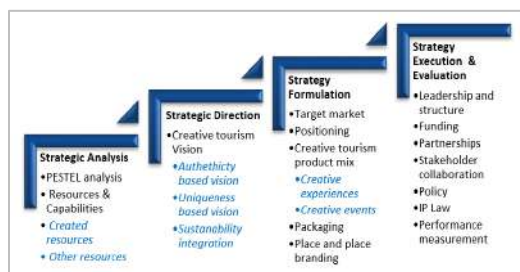 Strategic Analysis
•PESTEL analysis
•Resources &
Capabilities
•Created
resources
•Other resources
Strategic Direction
•Creative tourism
Vision
•Authethicty
based vision
•Uniqueness
based vision
•Sustanability
integration
Strategy
Formulation
•Target market
•Positioning
•Creative tourism
product mix
•Creative
experiences
•Creative events
•Packaging
•Place and place
branding
Strategy
Execution &
Evaluation
•Leadership and
structure
•Funding
•Partnerships
•Stakeholder
collaboration
•Policy
•IP Law
•Performance
measurement